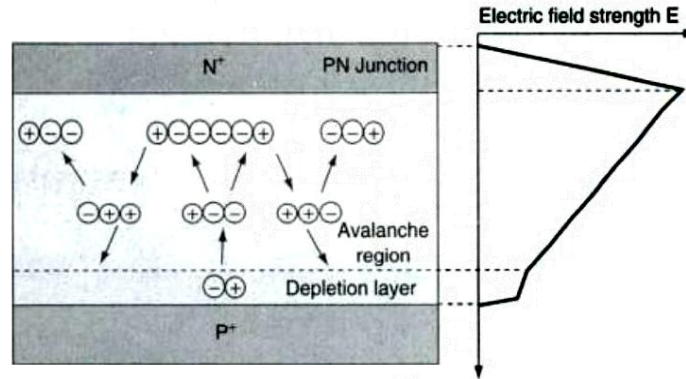 Electric field strength E
N⁺ PN Junction
⊕⊖⊖ ⊕⊖⊖⊖⊖⊕ ⊖⊖⊕
⊖⊕⊕ ⊕⊖⊖ ⊕⊕⊖
Avalanche
region
⊖⊕ Depletion layer
P⁺